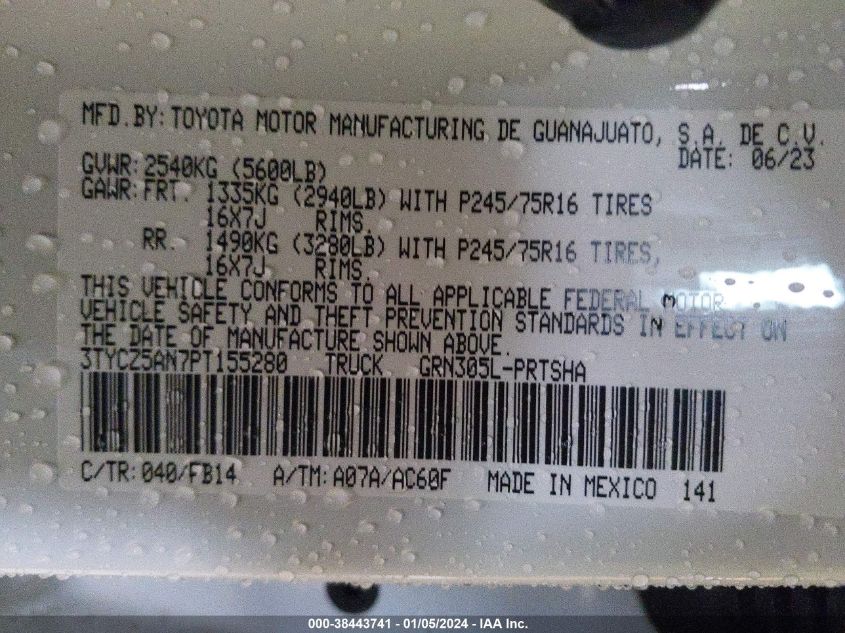 MFD. BY: TOYOTA MOTOR MANUFACTURING DE GUANAJUATO, S.A. DE C.V.
DATE: 06/23
GVWR: 2540KG (5600LB)
GAWR: FRT. 1335KG (2940LB) WITH P245/75R16 TIRES
16X7J RIMS.
RR. 1490KG (3280LB) WITH P245/75R16 TIRES,
16X7J RIMS.
THIS VEHICLE CONFORMS TO ALL APPLICABLE FEDERAL MOTOR
VEHICLE SAFETY AND THEFT PREVENTION STANDARDS IN EFFECT ON
THE DATE OF MANUFACTURE SHOWN ABOVE.
3TYCZ5AN7PT155280 TRUCK GRN305L-PRTSHA
C/TR: 040/FB14 A/TM: A07A/AC60F MADE IN MEXICO 141
000-38443741 - 01/05/2024 - IAA Inc.